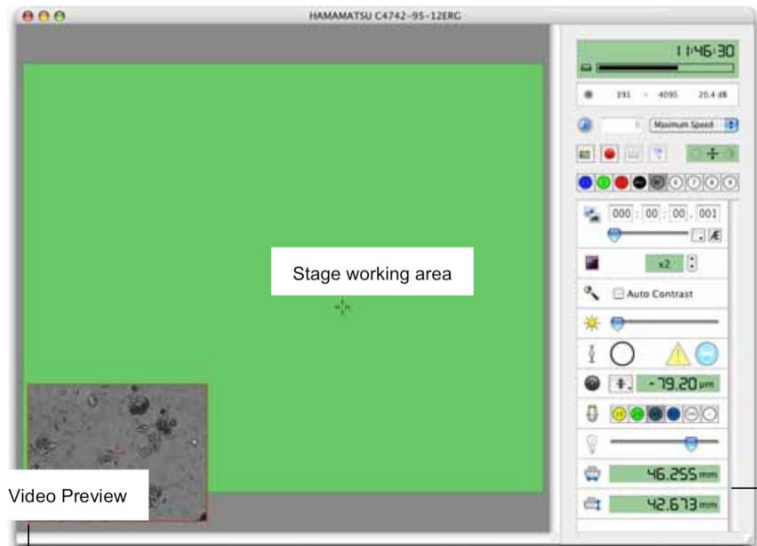 HAMAMATSU C4742-95-12ERG
11:46:30
391 - 4095 20.4 dB
Maximum Speed
000 : 00 : 00 . 001
Æ
x2
Stage working area
Auto Contrast
-79.20 µm
Video Preview
46.255 mm
42.673 mm